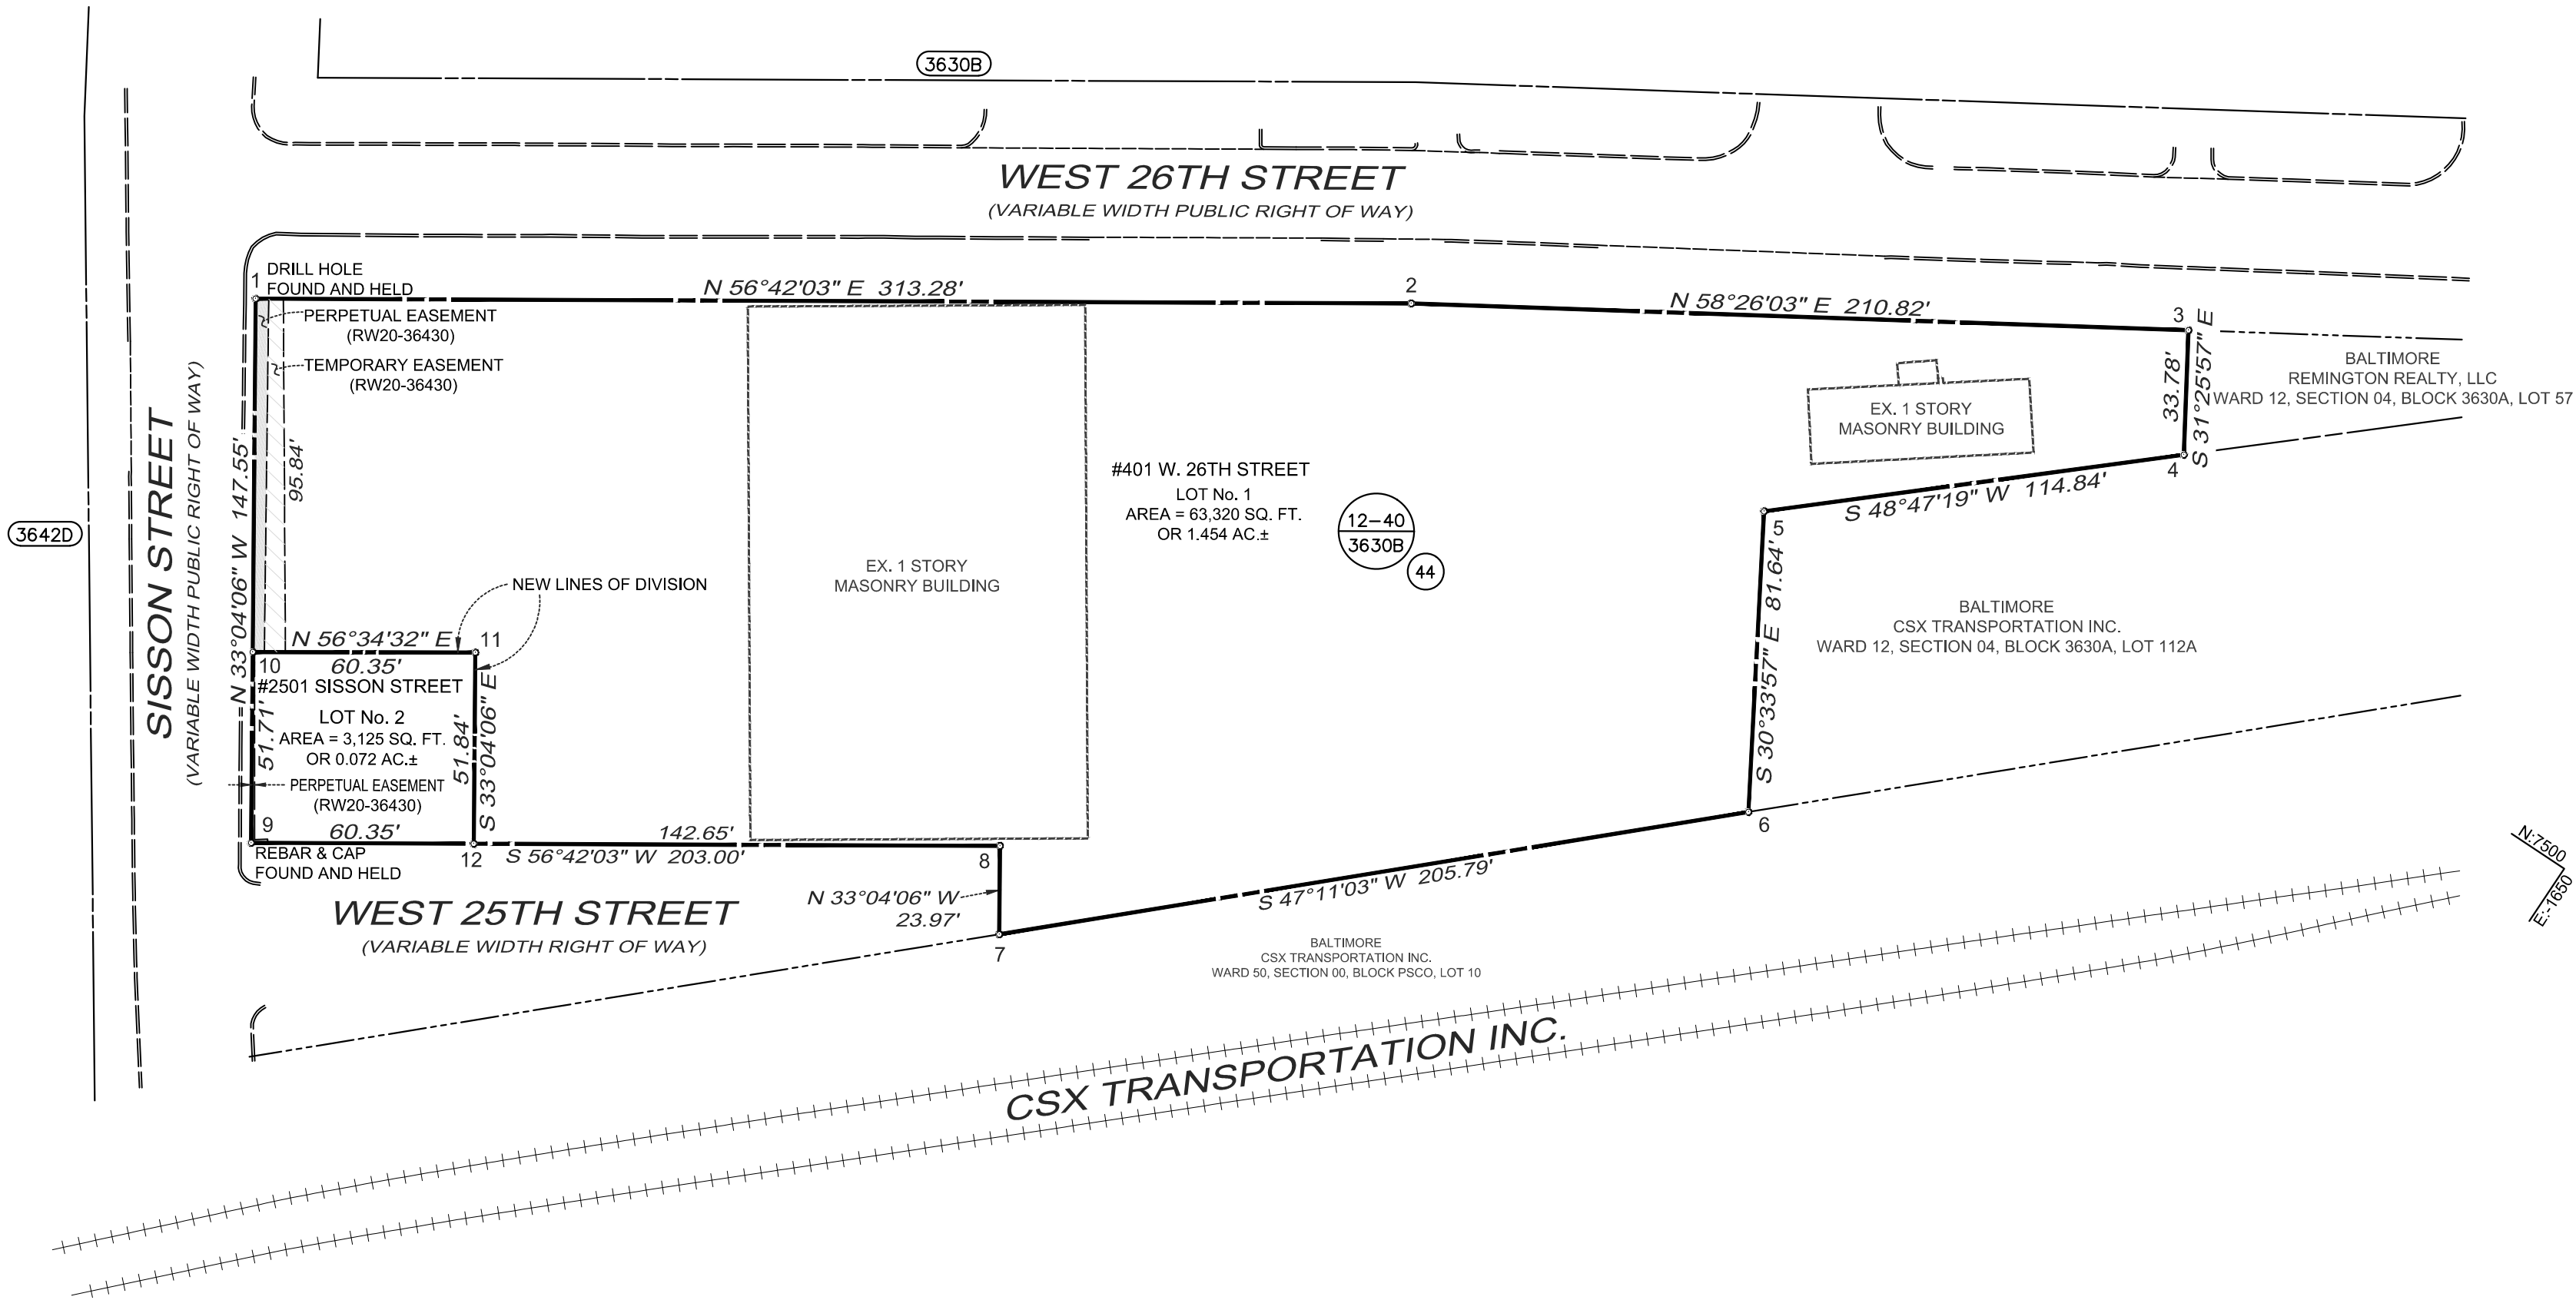 3630B
WEST 26TH STREET
(VARIABLE WIDTH PUBLIC RIGHT OF WAY)
1
DRILL HOLE
FOUND AND HELD
N 56°42'03" E 313.28'
2
N 58°26'03" E 210.82'
3
S 31°25'57" E
33.78'
4
BALTIMORE
REMINGTON REALTY, LLC
WARD 12, SECTION 04, BLOCK 3630A, LOT 57
PERPETUAL EASEMENT
(RW20-36430)
TEMPORARY EASEMENT
(RW20-36430)
95.84'
N 33°04'06" W 147.55'
SISSON STREET
(VARIABLE WIDTH PUBLIC RIGHT OF WAY)
3642D
EX. 1 STORY
MASONRY BUILDING
#401 W. 26TH STREET
LOT No. 1
AREA = 63,320 SQ. FT.
OR 1.454 AC.±
12-40
3630B
44
EX. 1 STORY
MASONRY BUILDING
S 48°47'19" W 114.84'
5
S 30°33'57" E 81.64'
BALTIMORE
CSX TRANSPORTATION INC.
WARD 12, SECTION 04, BLOCK 3630A, LOT 112A
6
NEW LINES OF DIVISION
N 56°34'32" E
60.35'
11
10
#2501 SISSON STREET
LOT No. 2
AREA = 3,125 SQ. FT.
OR 0.072 AC.±
51.71'
51.84'
S 33°04'06" E
PERPETUAL EASEMENT
(RW20-36430)
9
60.35'
REBAR & CAP
FOUND AND HELD
12
142.65'
S 56°42'03" W 203.00'
8
N 33°04'06" W
23.97'
7
S 47°11'03" W 205.79'
WEST 25TH STREET
(VARIABLE WIDTH RIGHT OF WAY)
BALTIMORE
CSX TRANSPORTATION INC.
WARD 50, SECTION 00, BLOCK PSCO, LOT 10
CSX TRANSPORTATION INC.
N:7500
E:-1650